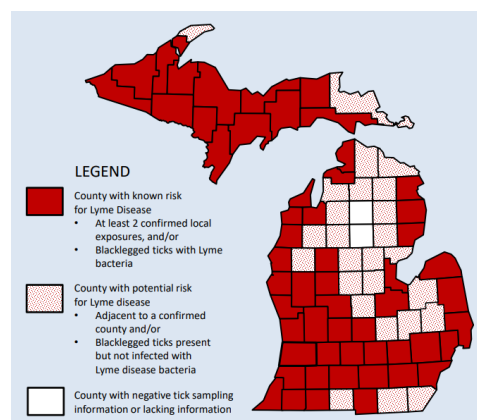 LEGEND
County with known risk
for Lyme Disease
• At least 2 confirmed local
exposures, and/or
• Blacklegged ticks with Lyme
bacteria
County with potential risk
for Lyme disease
• Adjacent to a confirmed
county and/or
• Blacklegged ticks present
but not infected with
Lyme disease bacteria
County with negative tick sampling
information or lacking information